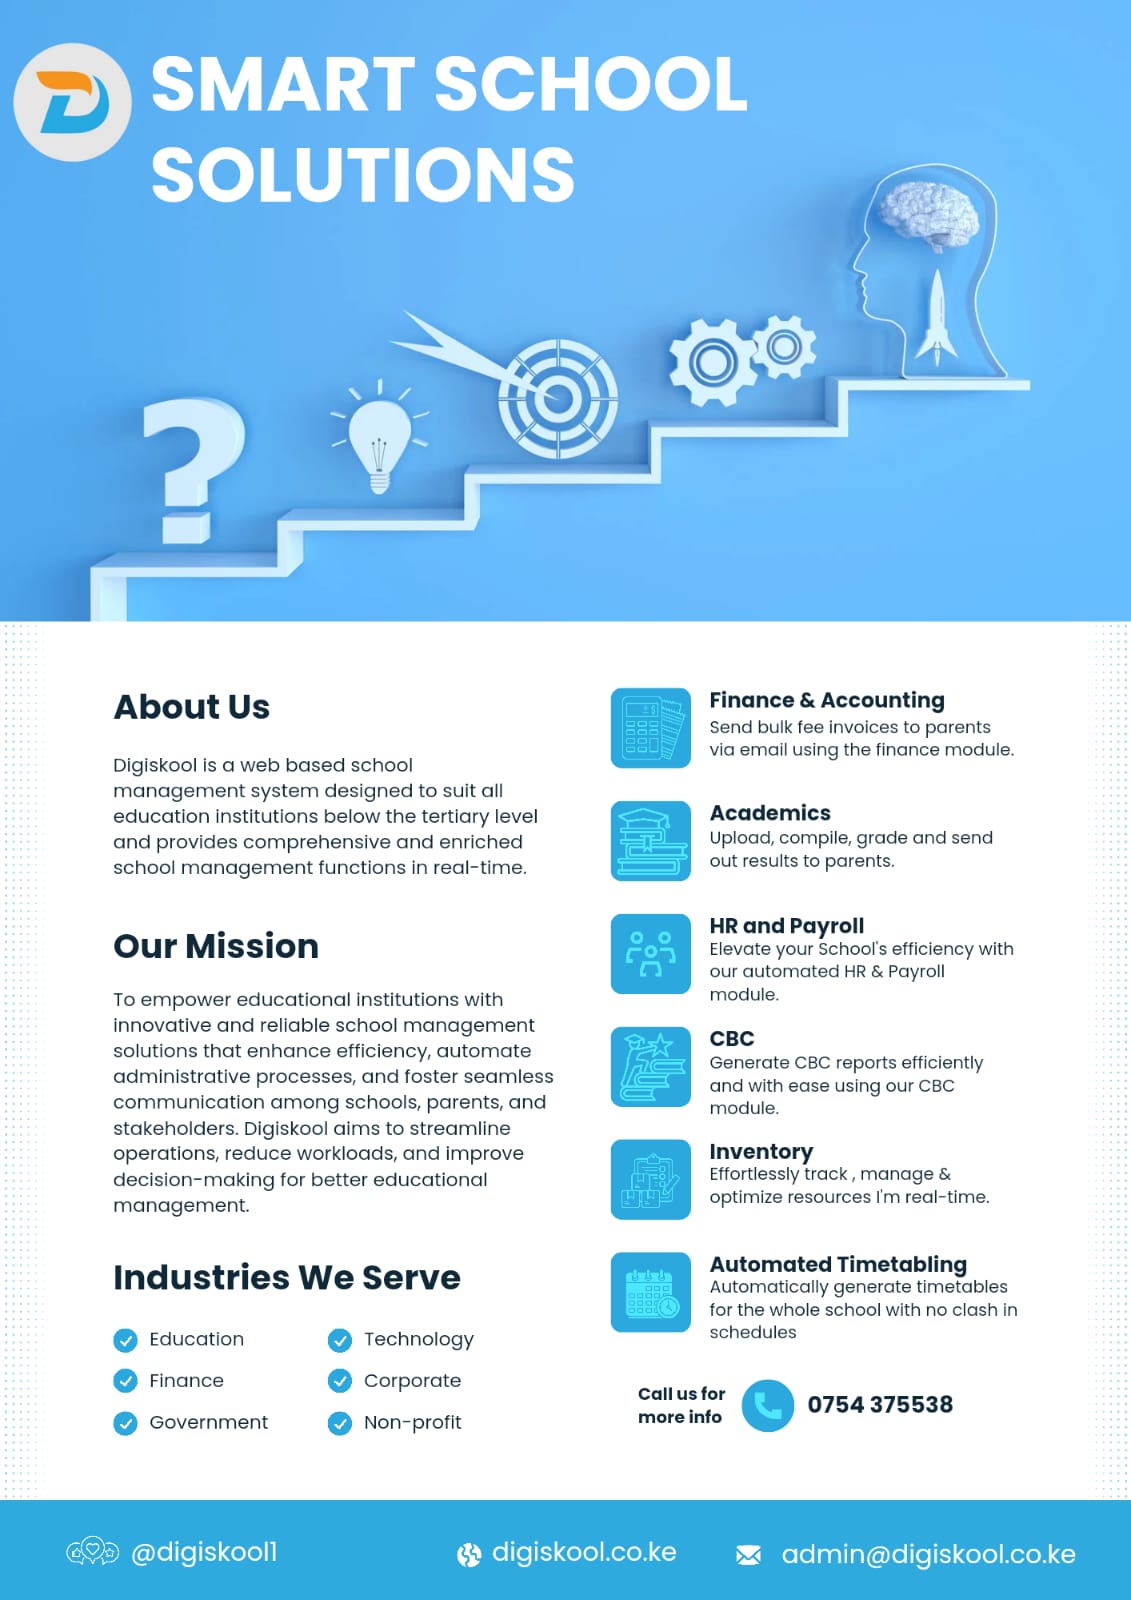 SMART SCHOOL
SOLUTIONS
About Us
Digiskool is a web based school
management system designed to suit all
education institutions below the tertiary level
and provides comprehensive and enriched
school management functions in real-time.
Our Mission
To empower educational institutions with
innovative and reliable school management
solutions that enhance efficiency, automate
administrative processes, and foster seamless
communication among schools, parents, and
stakeholders. Digiskool aims to streamline
operations, reduce workloads, and improve
decision-making for better educational
management.
Industries We Serve
Education
Technology
Finance
Corporate
Government
Non-profit
Finance & Accounting
Send bulk fee invoices to parents
via email using the finance module.
Academics
Upload, compile, grade and send
out results to parents.
HR and Payroll
Elevate your School's efficiency with
our automated HR & Payroll
module.
CBC
Generate CBC reports efficiently
and with ease using our CBC
module.
Inventory
Effortlessly track , manage &
optimize resources I'm real-time.
Automated Timetabling
Automatically generate timetables
for the whole school with no clash in
schedules
Call us for
more info
0754 375538
@digiskool1
digiskool.co.ke
admin@digiskool.co.ke